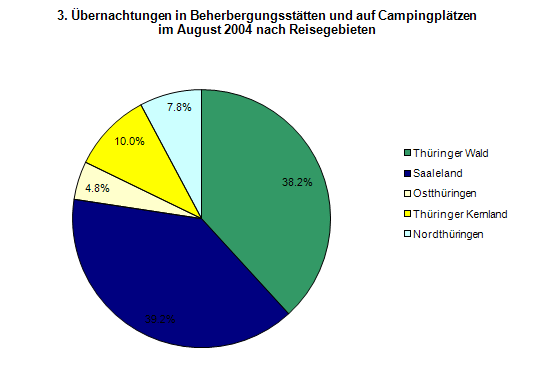 3. Übernachtungen in Beherbergungsstätten und auf Campingplätzen
im August 2004 nach Reisegebieten
7.8%
10.0%
38.2%
4.8%
39.2%
Thüringer Wald
Saaleland
Ostthüringen
Thüringer Kernland
Nordthüringen